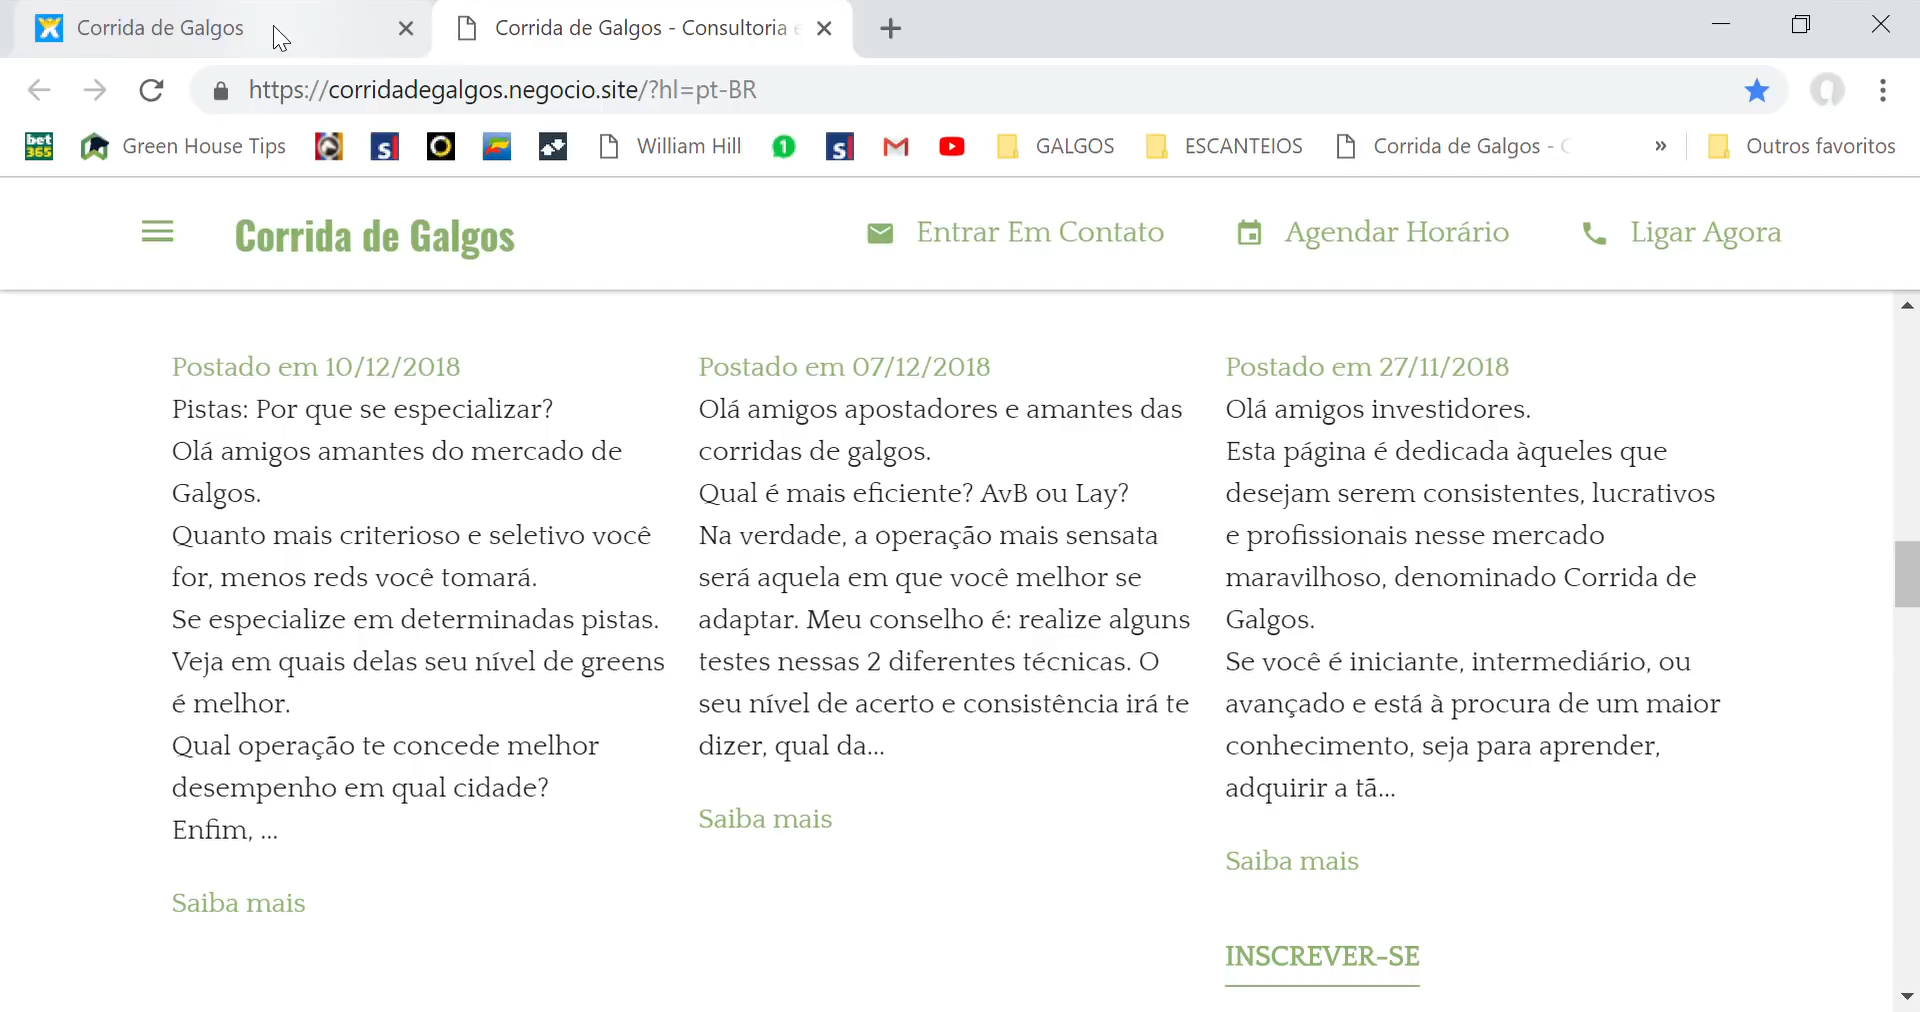 Corrida de Galgos
Corrida de Galgos - Consultoria
https://corridadegalgos.negocio.site/?hl=pt-BR
bet365
Green House Tips
William Hill
1
GALGOS
ESCANTEIOS
Corrida de Galgos -
»
Outros favoritos
Corrida de Galgos
Entrar Em Contato
Agendar Horário
Ligar Agora
Postado em 10/12/2018
Pistas: Por que se especializar?
Olá amigos amantes do mercado de
Galgos.
Quanto mais criterioso e seletivo você
for, menos reds você tomará.
Se especialize em determinadas pistas.
Veja em quais delas seu nível de greens
é melhor.
Qual operação te concede melhor
desempenho em qual cidade?
Enfim, ...
Saiba mais
Postado em 07/12/2018
Olá amigos apostadores e amantes das
corridas de galgos.
Qual é mais eficiente? AvB ou Lay?
Na verdade, a operação mais sensata
será aquela em que você melhor se
adaptar. Meu conselho é: realize alguns
testes nessas 2 diferentes técnicas. O
seu nível de acerto e consistência irá te
dizer, qual da...
Saiba mais
Postado em 27/11/2018
Olá amigos investidores.
Esta página é dedicada àqueles que
desejam serem consistentes, lucrativos
e profissionais nesse mercado
maravilhoso, denominado Corrida de
Galgos.
Se você é iniciante, intermediário, ou
avançado e está à procura de um maior
conhecimento, seja para aprender,
adquirir a tã...
Saiba mais
INSCREVER-SE